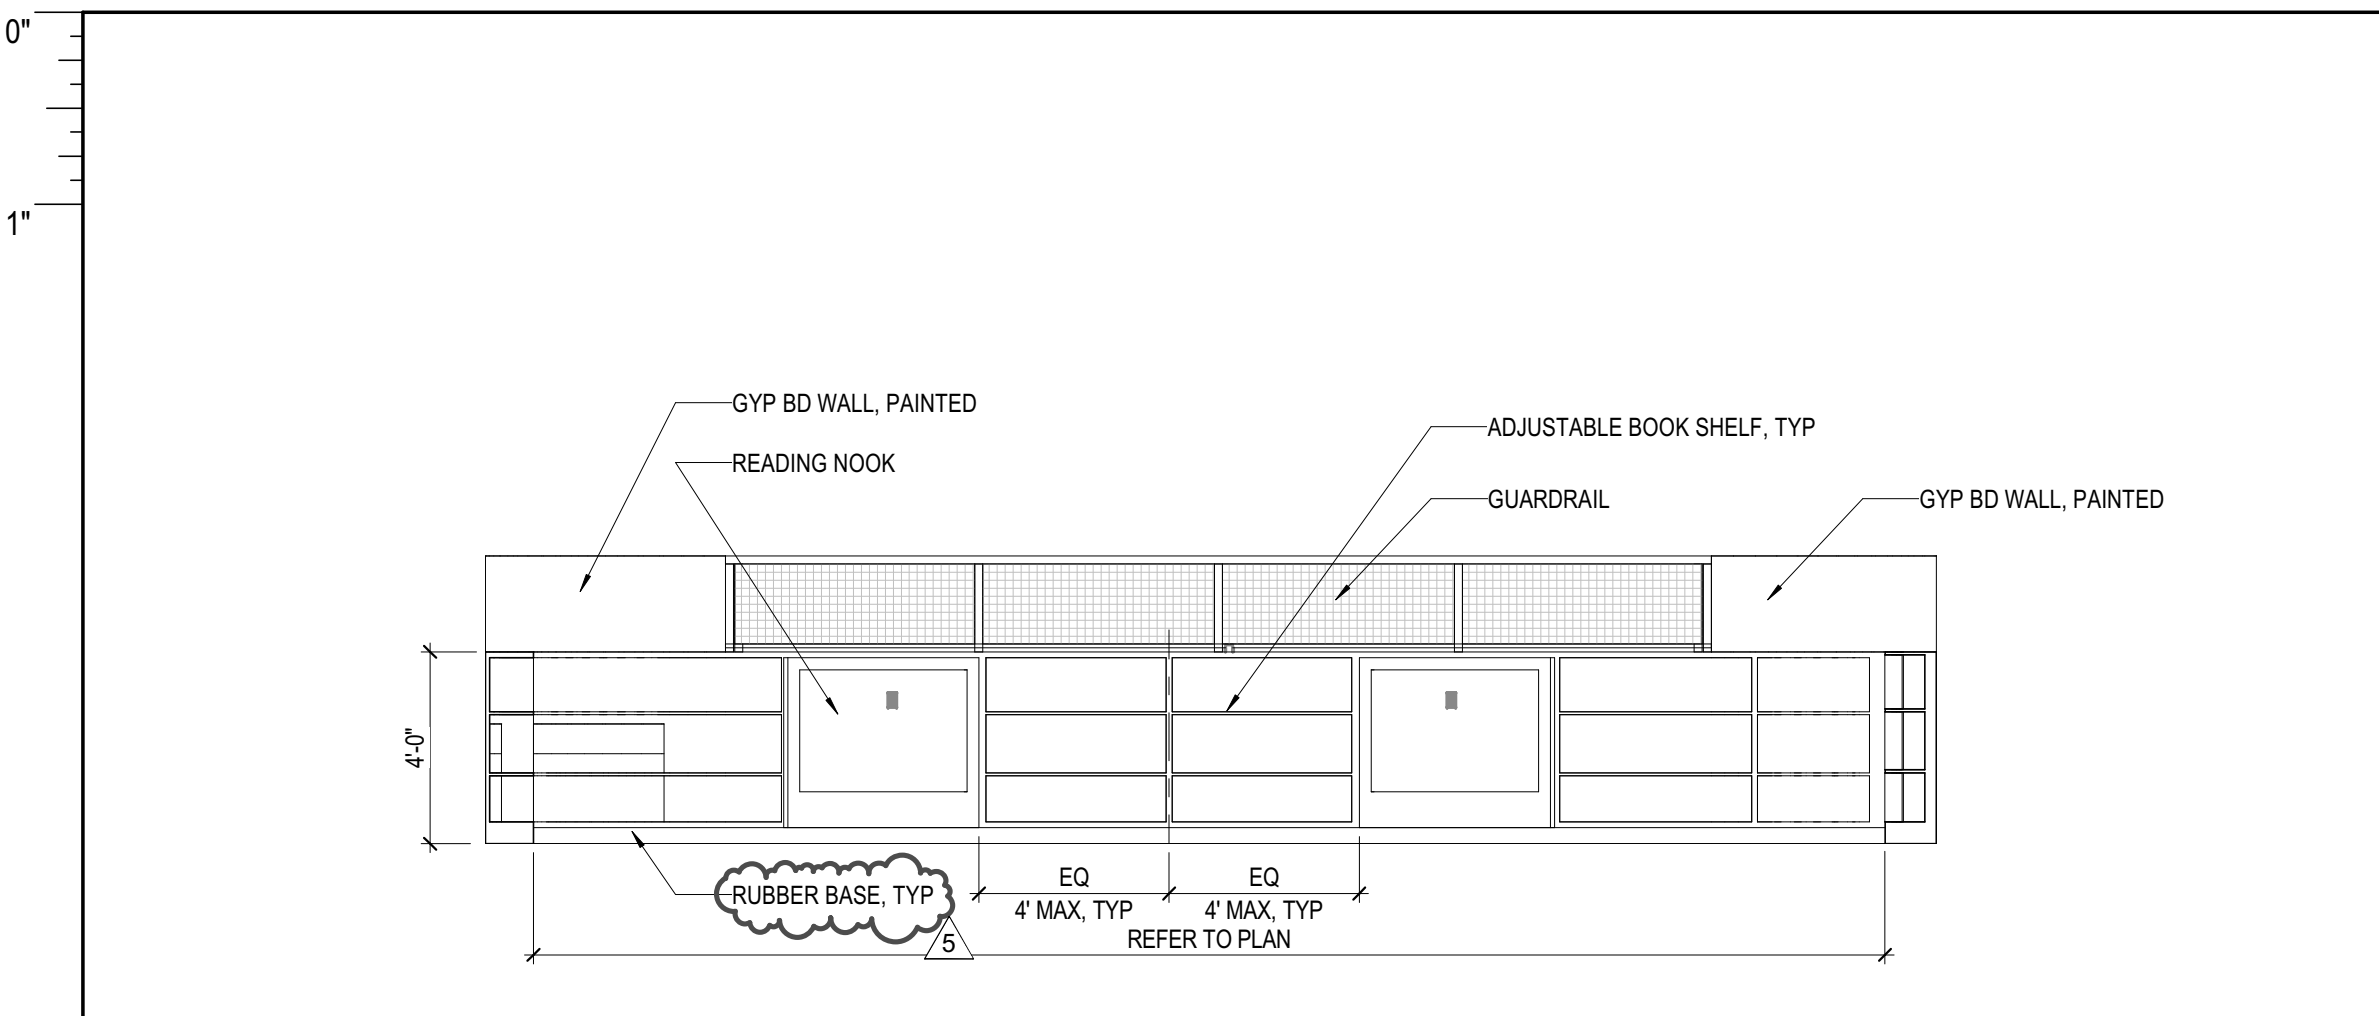 0"
1"
GYP BD WALL, PAINTED
ADJUSTABLE BOOK SHELF, TYP
READING NOOK
GUARDRAIL
GYP BD WALL, PAINTED
4'-0"
RUBBER BASE, TYP
EQ
EQ
4' MAX, TYP
4' MAX, TYP
REFER TO PLAN
5